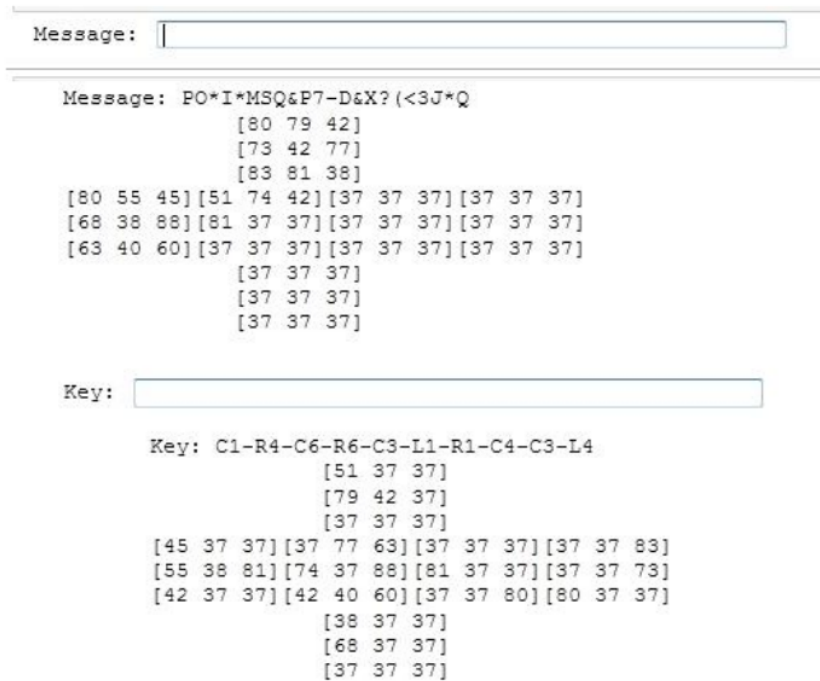 Message:
Message: PO*I*MSQ&P7-D&X?(<3J*Q
[80 79 42]
[73 42 77]
[83 81 38]
[80 55 45][51 74 42][37 37 37][37 37 37]
[68 38 88][81 37 37][37 37 37][37 37 37]
[63 40 60][37 37 37][37 37 37][37 37 37]
[37 37 37]
[37 37 37]
[37 37 37]
Key:
Key: C1-R4-C6-R6-C3-L1-R1-C4-C3-L4
[51 37 37]
[79 42 37]
[37 37 37]
[45 37 37][37 77 63][37 37 37][37 37 83]
[55 38 81][74 37 88][81 37 37][37 37 73]
[42 37 37][42 40 60][37 37 80][80 37 37]
[38 37 37]
[68 37 37]
[37 37 37]